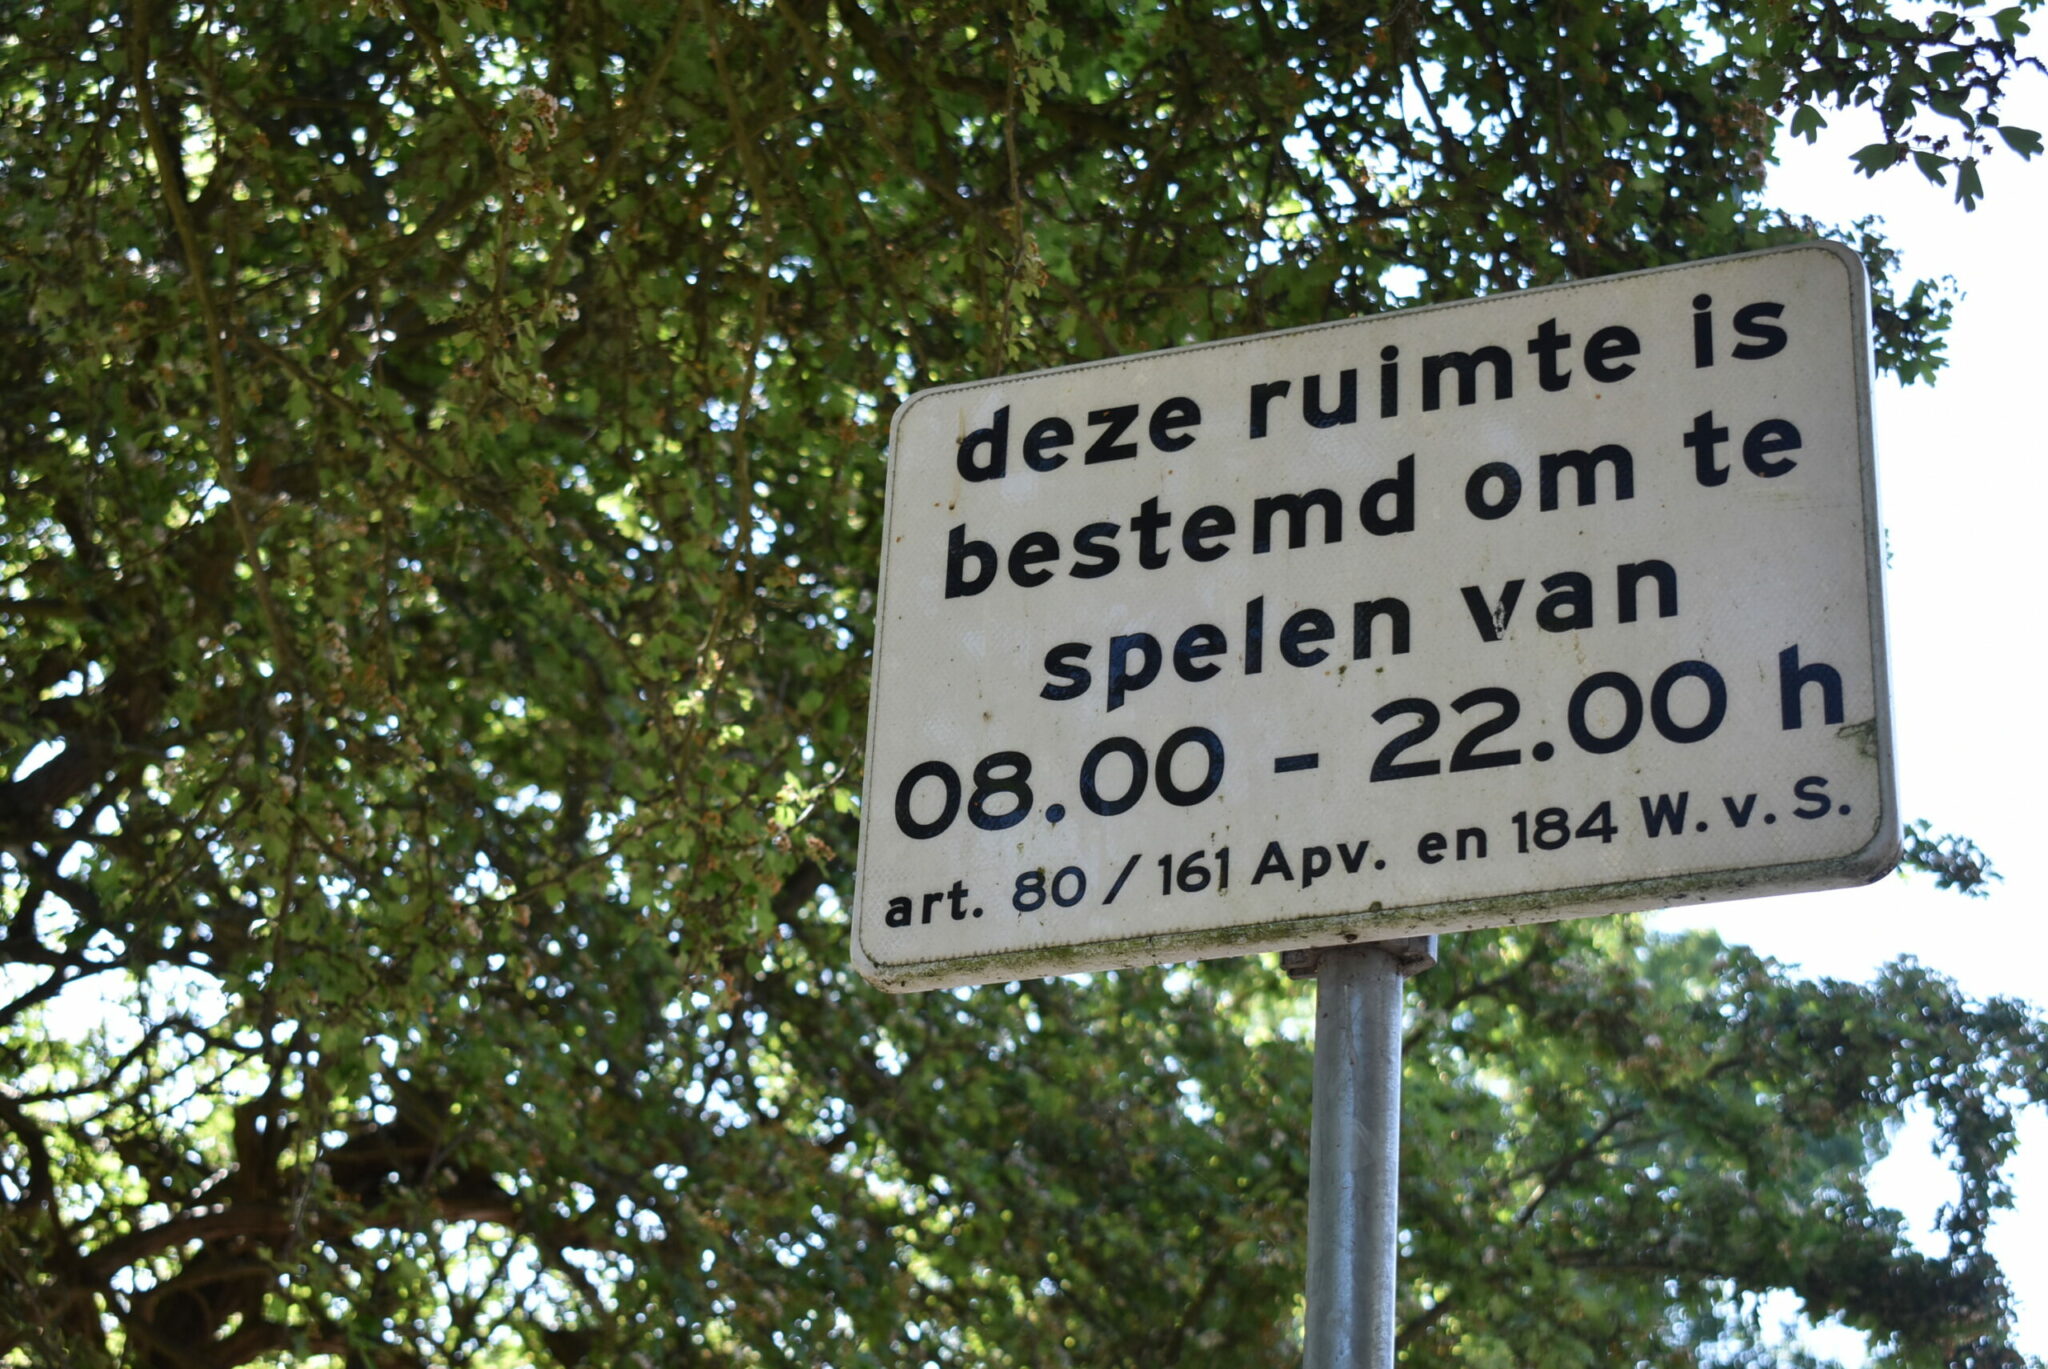 deze ruimte is
bestemd om te
spelen van
08.00 - 22.00 h
art. 80 / 161 Apv. en 184 W. v. S.